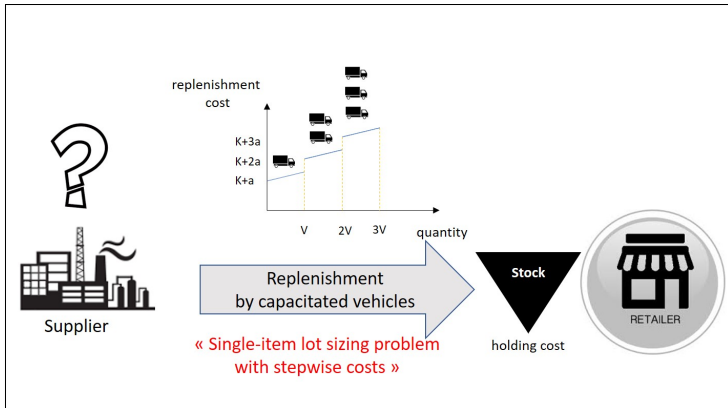 replenishment
cost
K+3a
K+2a
K+a
V 2V 3V
quantity
Supplier
Replenishment
by capacitated vehicles
« Single-item lot sizing problem
with stepwise costs »
Stock
holding cost
RETAILER